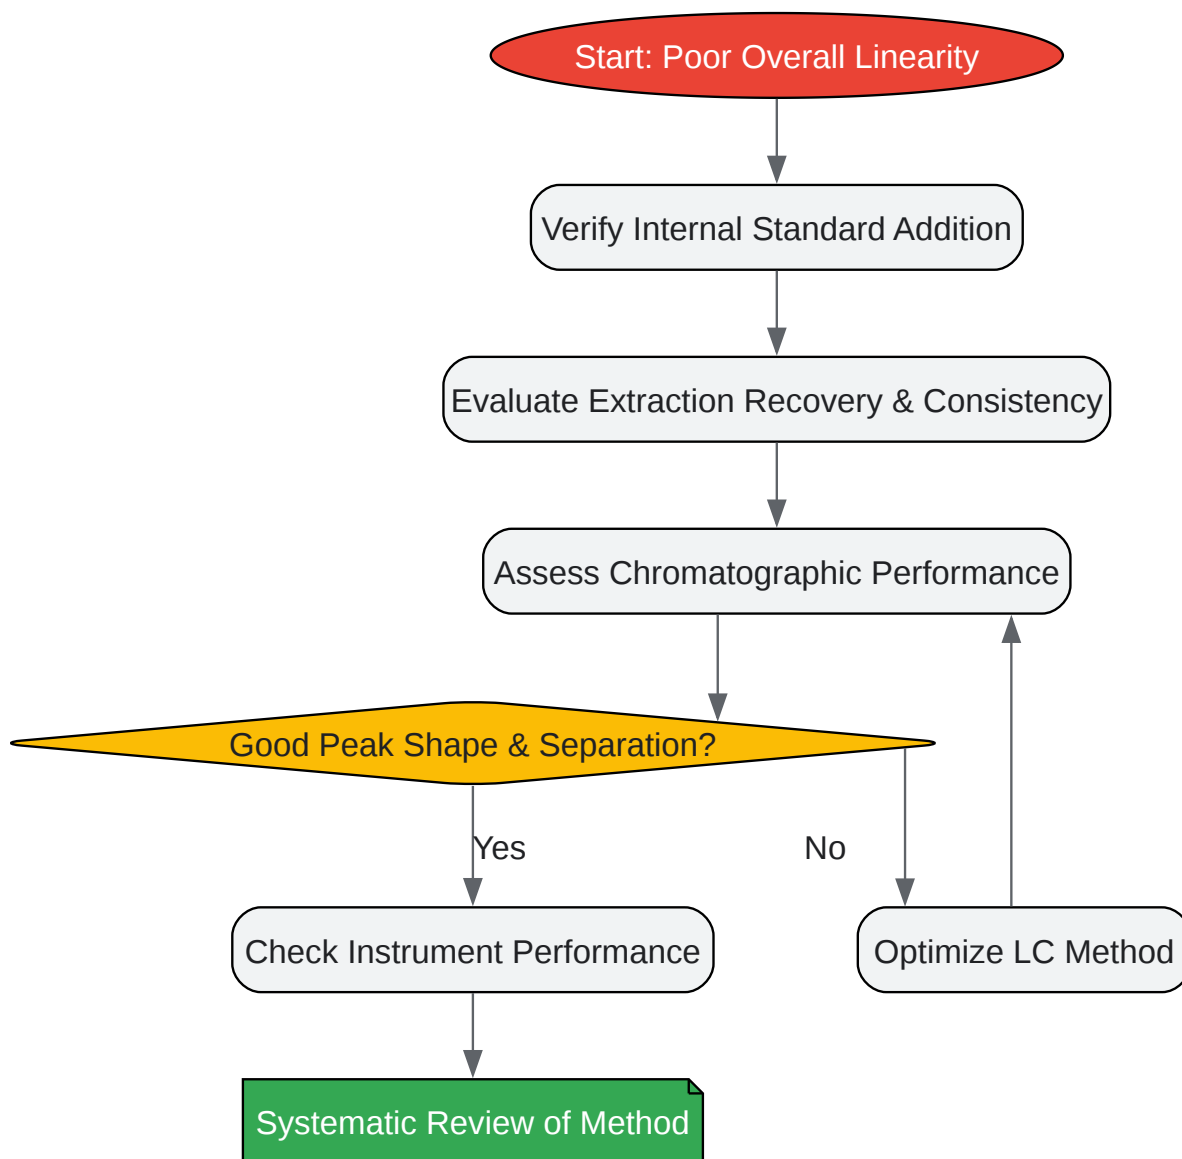 Start: Poor Overall Linearity
Verify Internal Standard Addition
Evaluate Extraction Recovery & Consistency
Assess Chromatographic Performance
Good Peak Shape & Separation?
Yes
No
Check Instrument Performance
Optimize LC Method
Systematic Review of Method